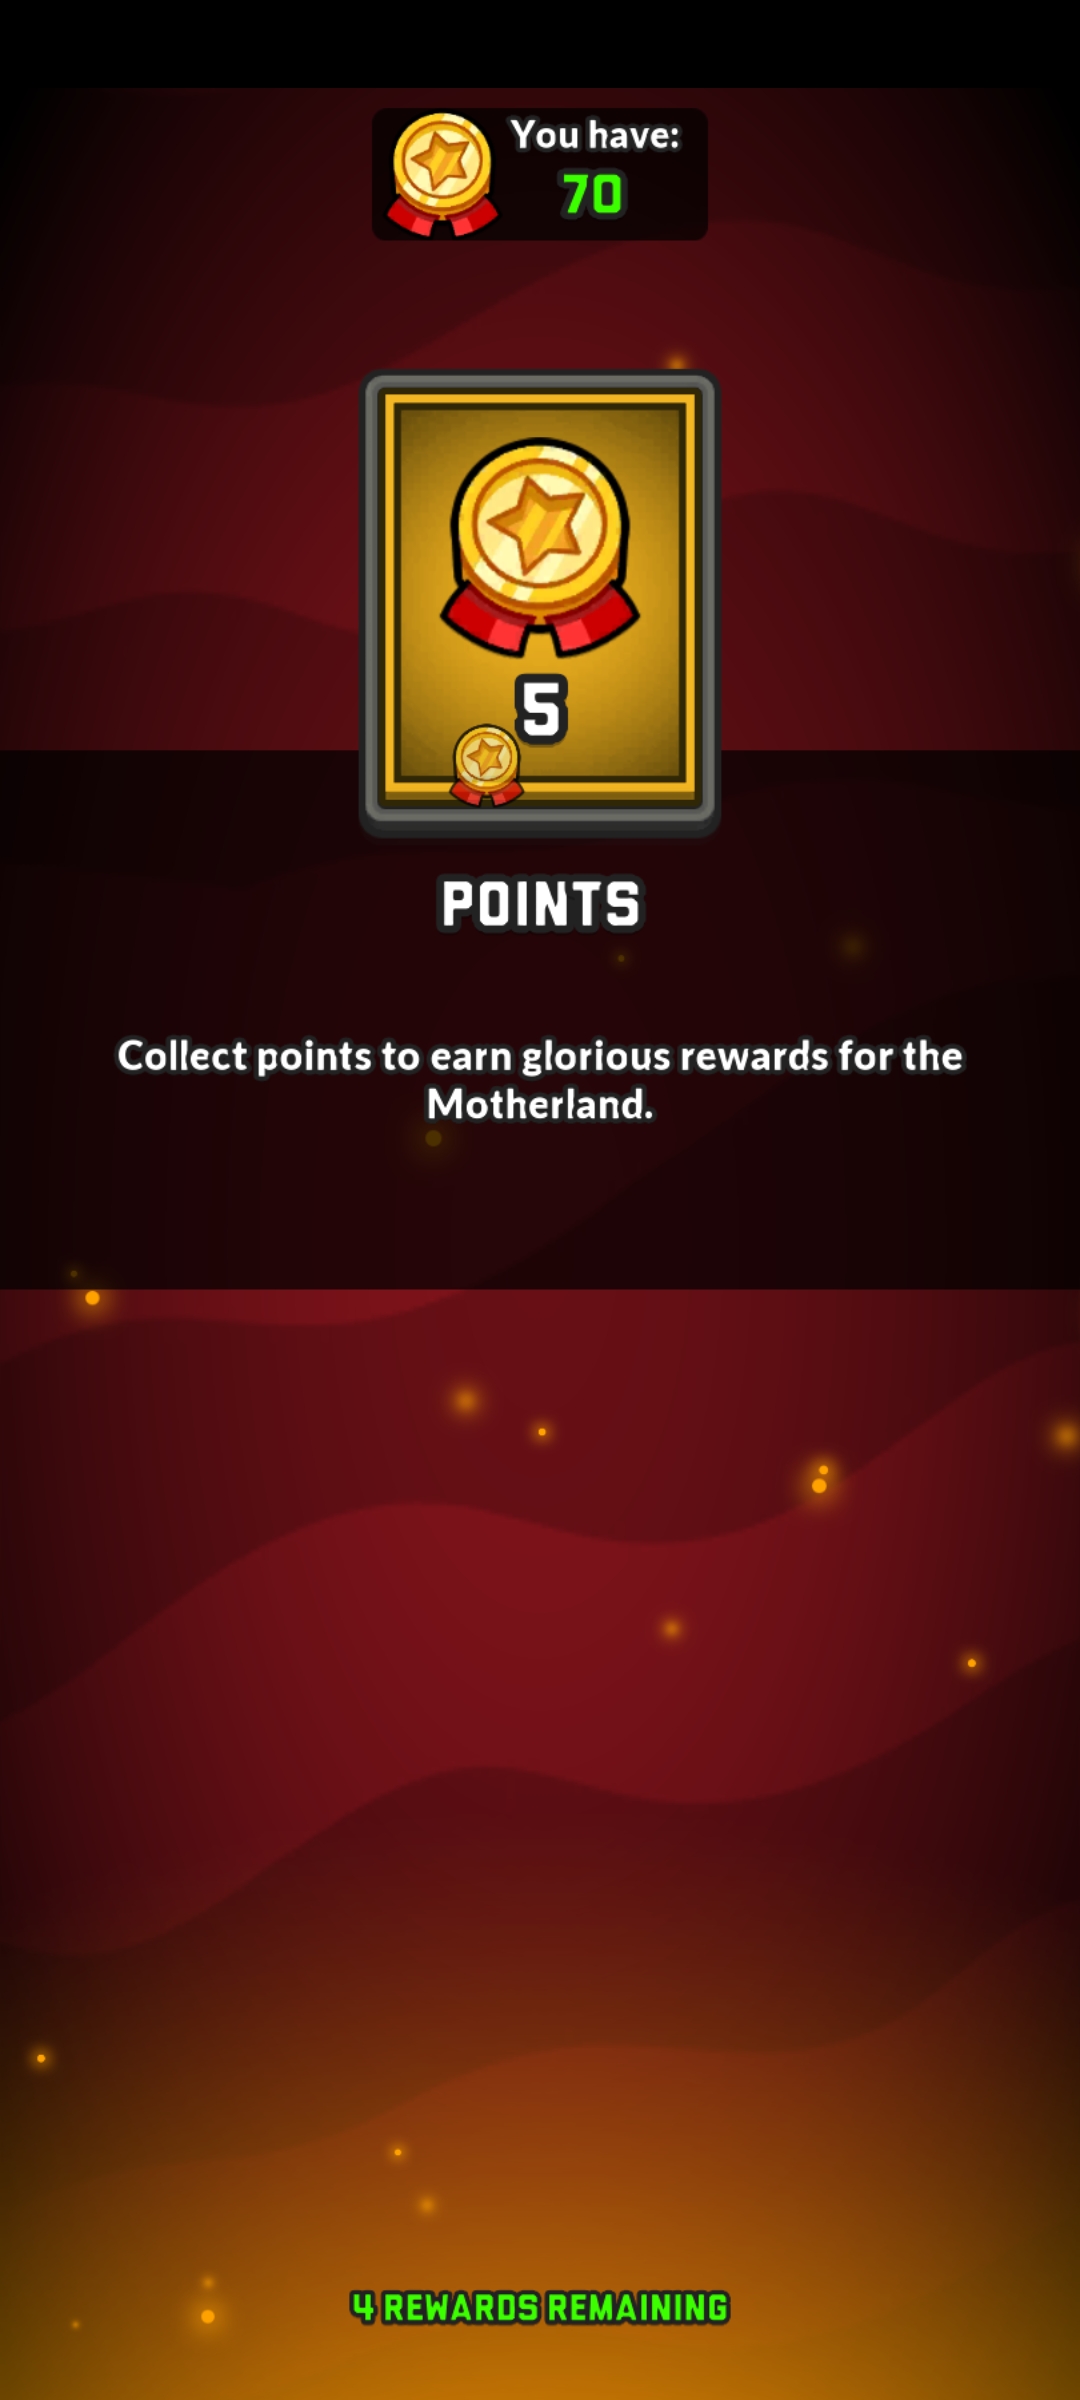 You have:
70
5
POINTS
Collect points to earn glorious rewards for the
Motherland.
4 REWARDS REMAINING